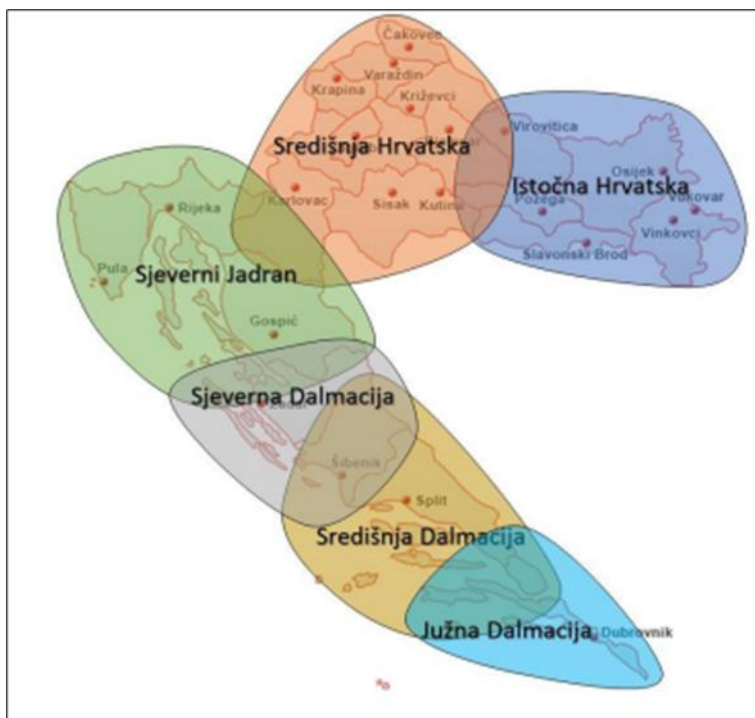 Čakovec
Varaždin
Krapina
Križevci
Virovitica
Središnja Hrvatska
Osijek
Istočna Hrvatska
Karlovac
Sisak
Kutina
Požega
Vukovar
Vinkovci
Slavonski Brod
Rijeka
Sjeverni Jadran
Pula
Gospić
Sjeverna Dalmacija
Zadar
Šibenik
Split
Središnja Dalmacija
Južna Dalmacija
Dubrovnik